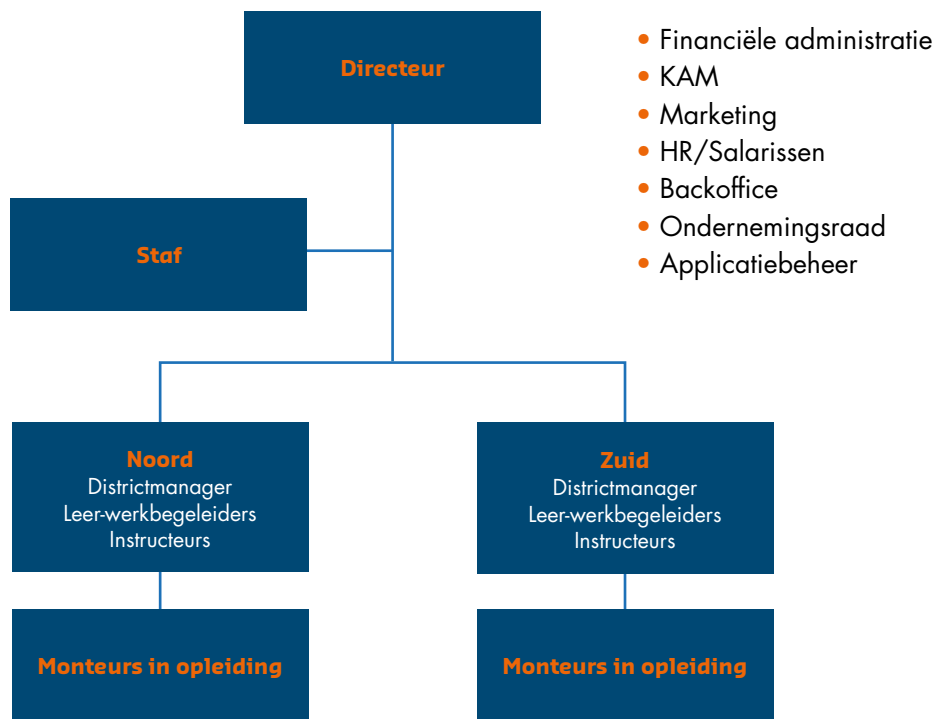 Directeur
• Financiële administratie
• KAM
• Marketing
• HR/Salarissen
• Backoffice
• Ondernemingsraad
• Applicatiebeheer
Staf
Noord
Districtmanager
Leer-werkbegeleiders
Instructeurs
Zuid
Districtmanager
Leer-werkbegeleiders
Instructeurs
Monteurs in opleiding
Monteurs in opleiding